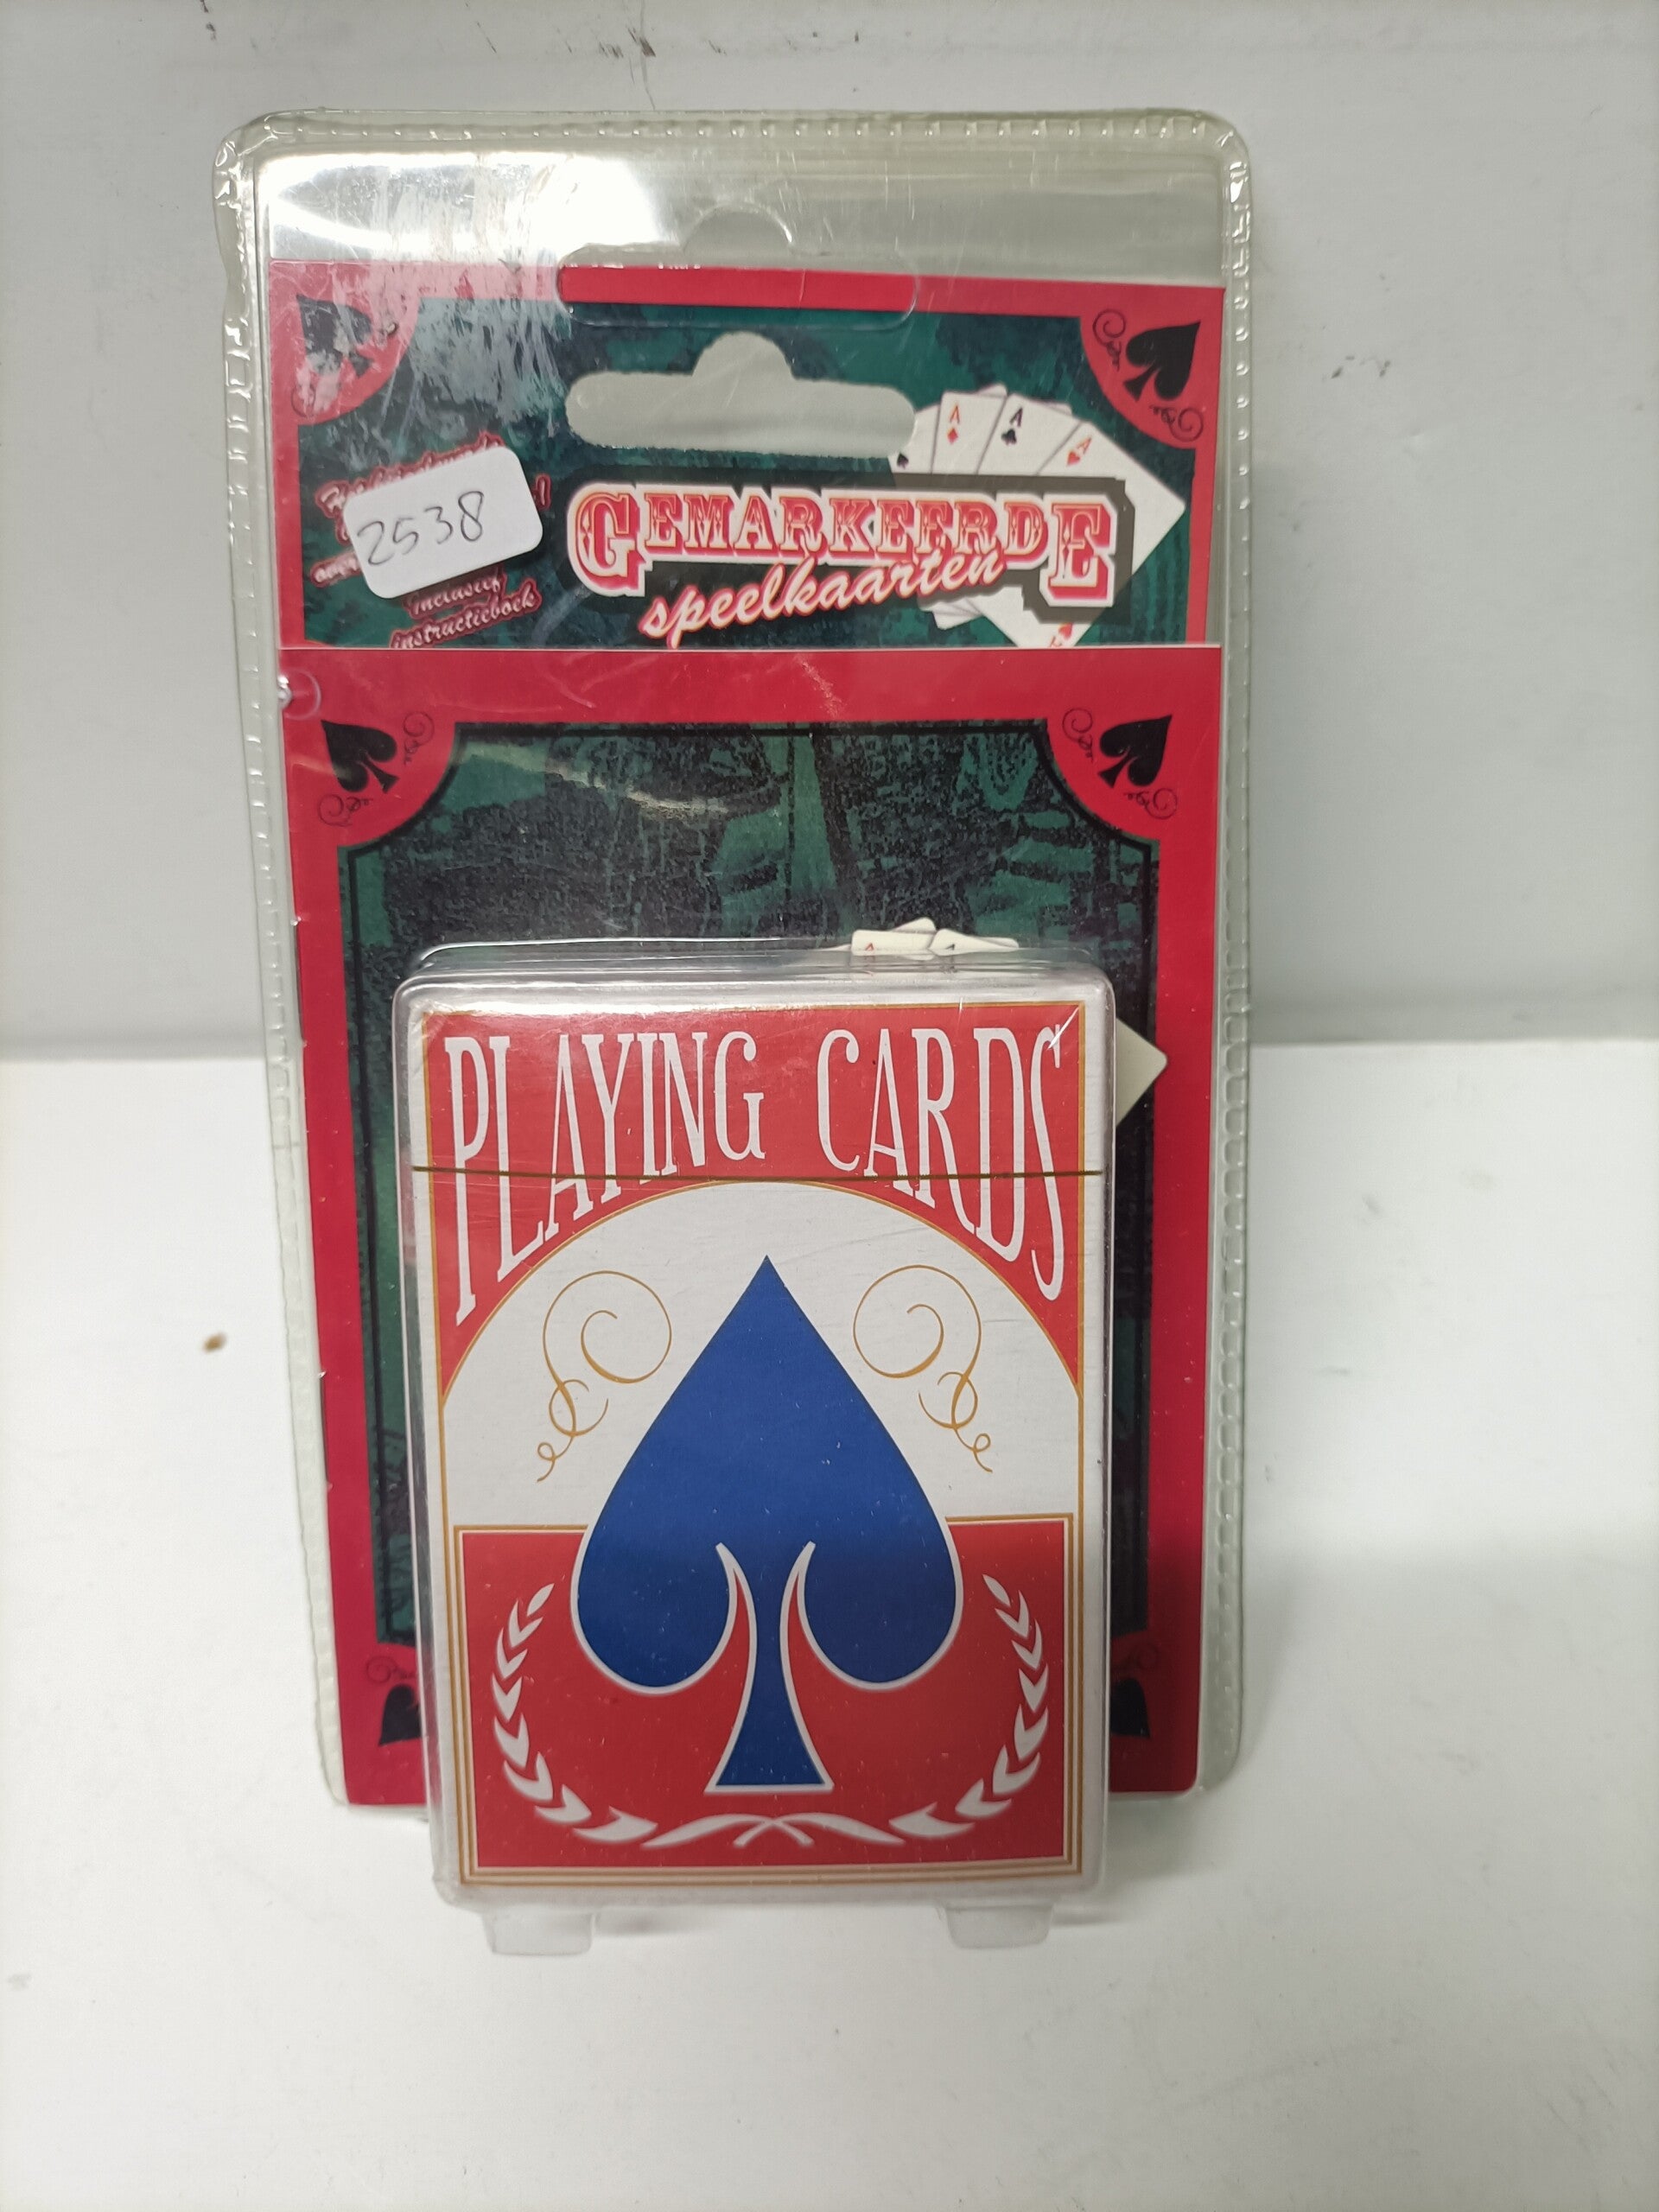 A A A
2538
GEMARKEERDE
speelkaarten
inclusief
instructieboek
PLAYING CARDS